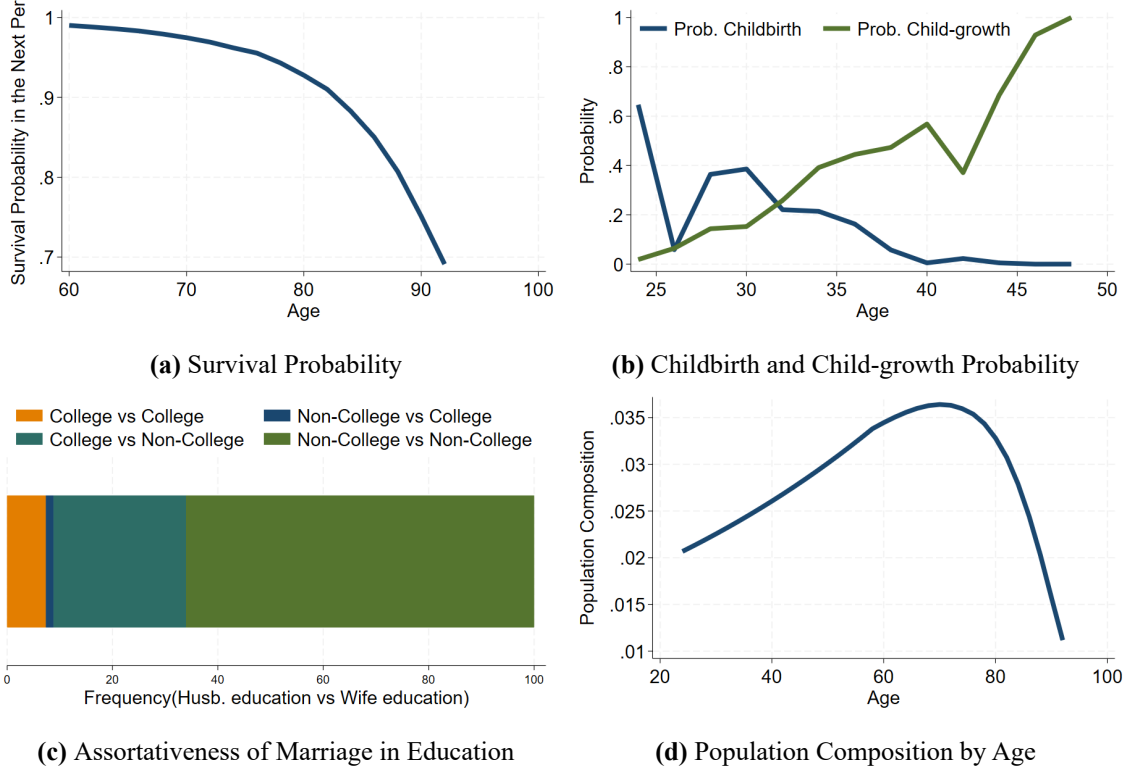 Survival Probability in the Next Per
1
.9
.8
.7
60 70 80 90 100
Age
(a) Survival Probability
Prob. Childbirth Prob. Child-growth
Probability
1
.8
.6
.4
.2
0
25 30 35 40 45 50
Age
(b) Childbirth and Child-growth Probability
College vs College Non-College vs College
College vs Non-College Non-College vs Non-College
0 20 40 60 80 100
Frequency(Husb. education vs Wife education)
(c) Assortativeness of Marriage in Education
Population Composition
.035
.03
.025
.02
.015
.01
20 40 60 80 100
Age
(d) Population Composition by Age